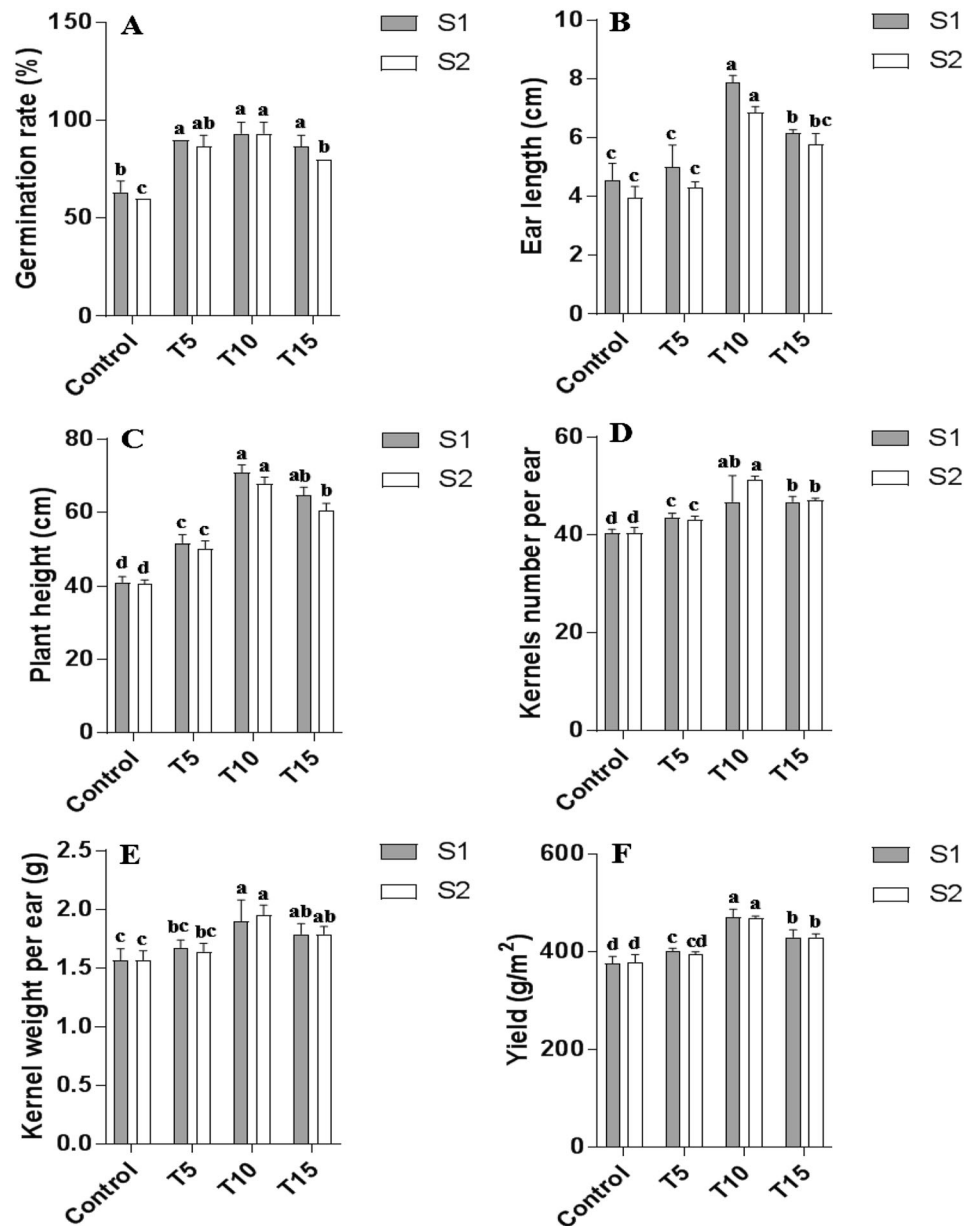 A
Germination rate (%)
150
100
50
0
b c a ab a a a b
Control T5 T10 T15
S1
S2
B
Ear length (cm)
10
8
6
4
2
0
c c c c a a b bc
Control T5 T10 T15
S1
S2
C
Plant height (cm)
80
60
40
20
0
d d c c a a ab b
Control T5 T10 T15
S1
S2
D
Kernels number per ear
60
40
20
0
d d c c ab a b b
Control T5 T10 T15
S1
S2
E
Kernel weight per ear (g)
2.5
2.0
1.5
1.0
0.5
0.0
c c bc bc a a ab ab
Control T5 T10 T15
S1
S2
F
Yield (g/m²)
600
400
200
0
d d c cd a a b b
Control T5 T10 T15
S1
S2